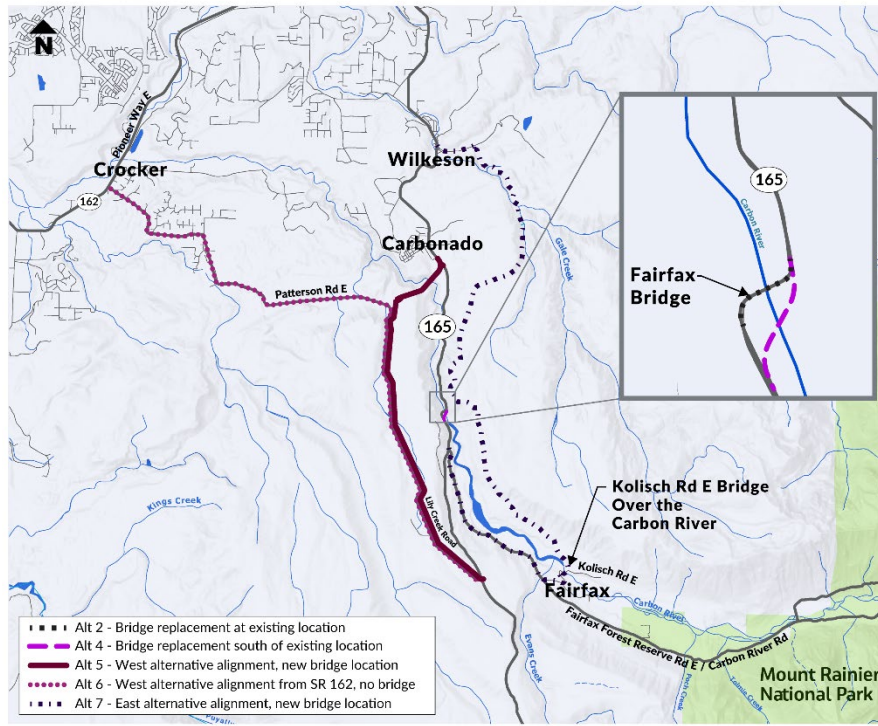 N
Pioneer Way E
Crocker
162
Wilkeson
Carbonado
Patterson Rd E
165
Gale Creek
165
Carbon River
Fairfax
Bridge
Kings Creek
Lily Creek Road
Kolisch Rd E Bridge
Over the
Carbon River
Kolisch Rd E
Fairfax
Carbon River
Fairfax Forest Reserve Rd E / Carbon River Rd
Evans Creek
Poch Creek
Tolmie Creek
Mount Rainier
National Park
Alt 2 - Bridge replacement at existing location
Alt 4 - Bridge replacement south of existing location
Alt 5 - West alternative alignment, new bridge location
Alt 6 - West alternative alignment from SR 162, no bridge
Alt 7 - East alternative alignment, new bridge location